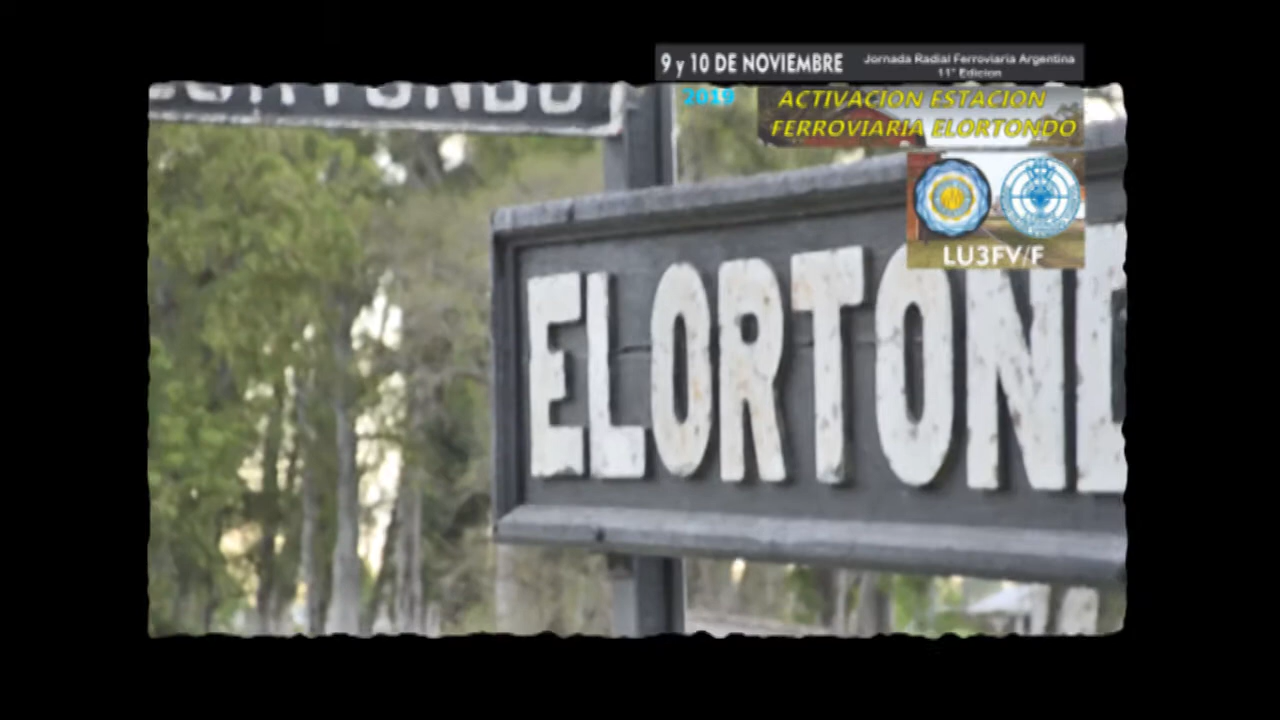 9 y 10 DE NOVIEMBRE
Jornada Radial Ferroviaria Argentina
11° Edicion
2019
ACTIVACION ESTACION
FERROVIARIA ELORTONDO
LU3FV/F
ELORTOND